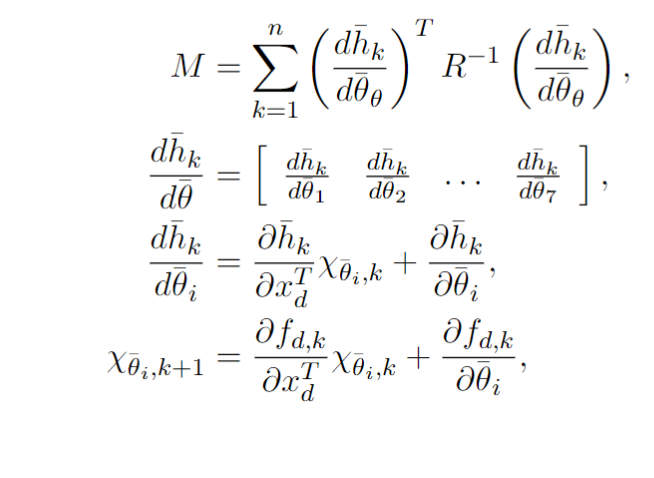 M = \sum_{k=1}^{n} \left( \frac{d\bar{h}_k}{d\bar{\theta}_\theta} \right)^T R^{-1} \left( \frac{d\bar{h}_k}{d\bar{\theta}_\theta} \right),
\frac{d\bar{h}_k}{d\bar{\theta}} = \left[ \frac{d\bar{h}_k}{d\bar{\theta}_1} \quad \frac{d\bar{h}_k}{d\bar{\theta}_2} \quad \ldots \quad \frac{d\bar{h}_k}{d\bar{\theta}_7} \right],
\frac{d\bar{h}_k}{d\bar{\theta}_i} = \frac{\partial \bar{h}_k}{\partial x_d^T} \chi_{\bar{\theta}_i,k} + \frac{\partial \bar{h}_k}{\partial \bar{\theta}_i},
\chi_{\bar{\theta}_i,k+1} = \frac{\partial f_{d,k}}{\partial x_d^T} \chi_{\bar{\theta}_i,k} + \frac{\partial f_{d,k}}{\partial \bar{\theta}_i},